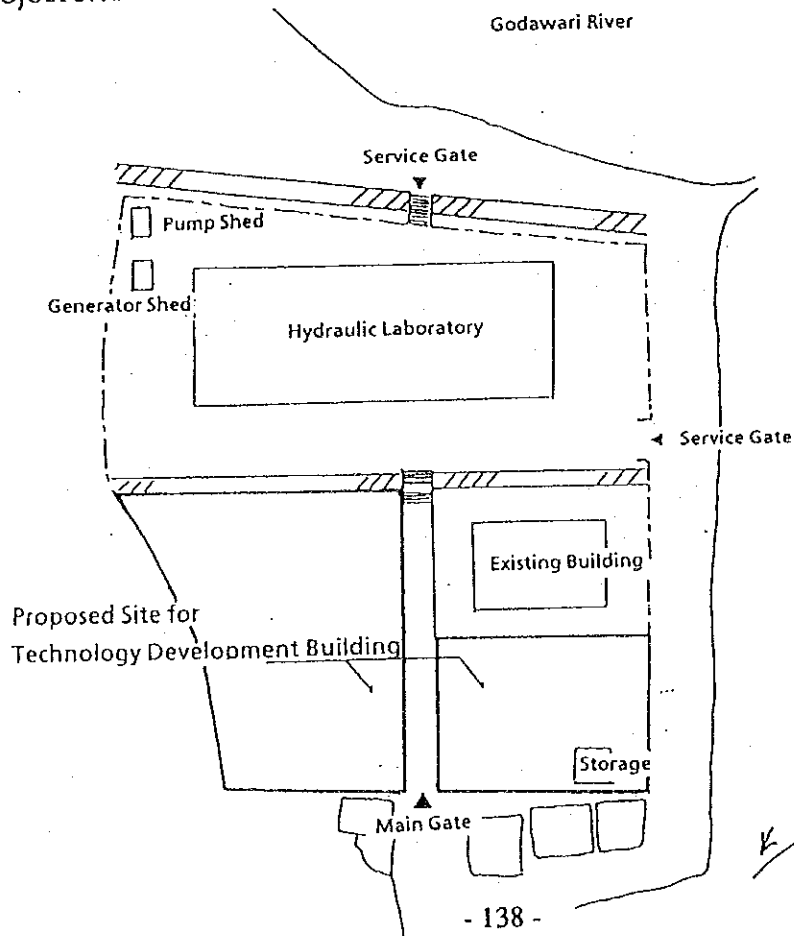 Godawari River
Service Gate
Pump Shed
Generator Shed
Hydraulic Laboratory
Service Gate
Existing Building
Proposed Site for
Technology Development Building
Storage
Main Gate
- 138 -